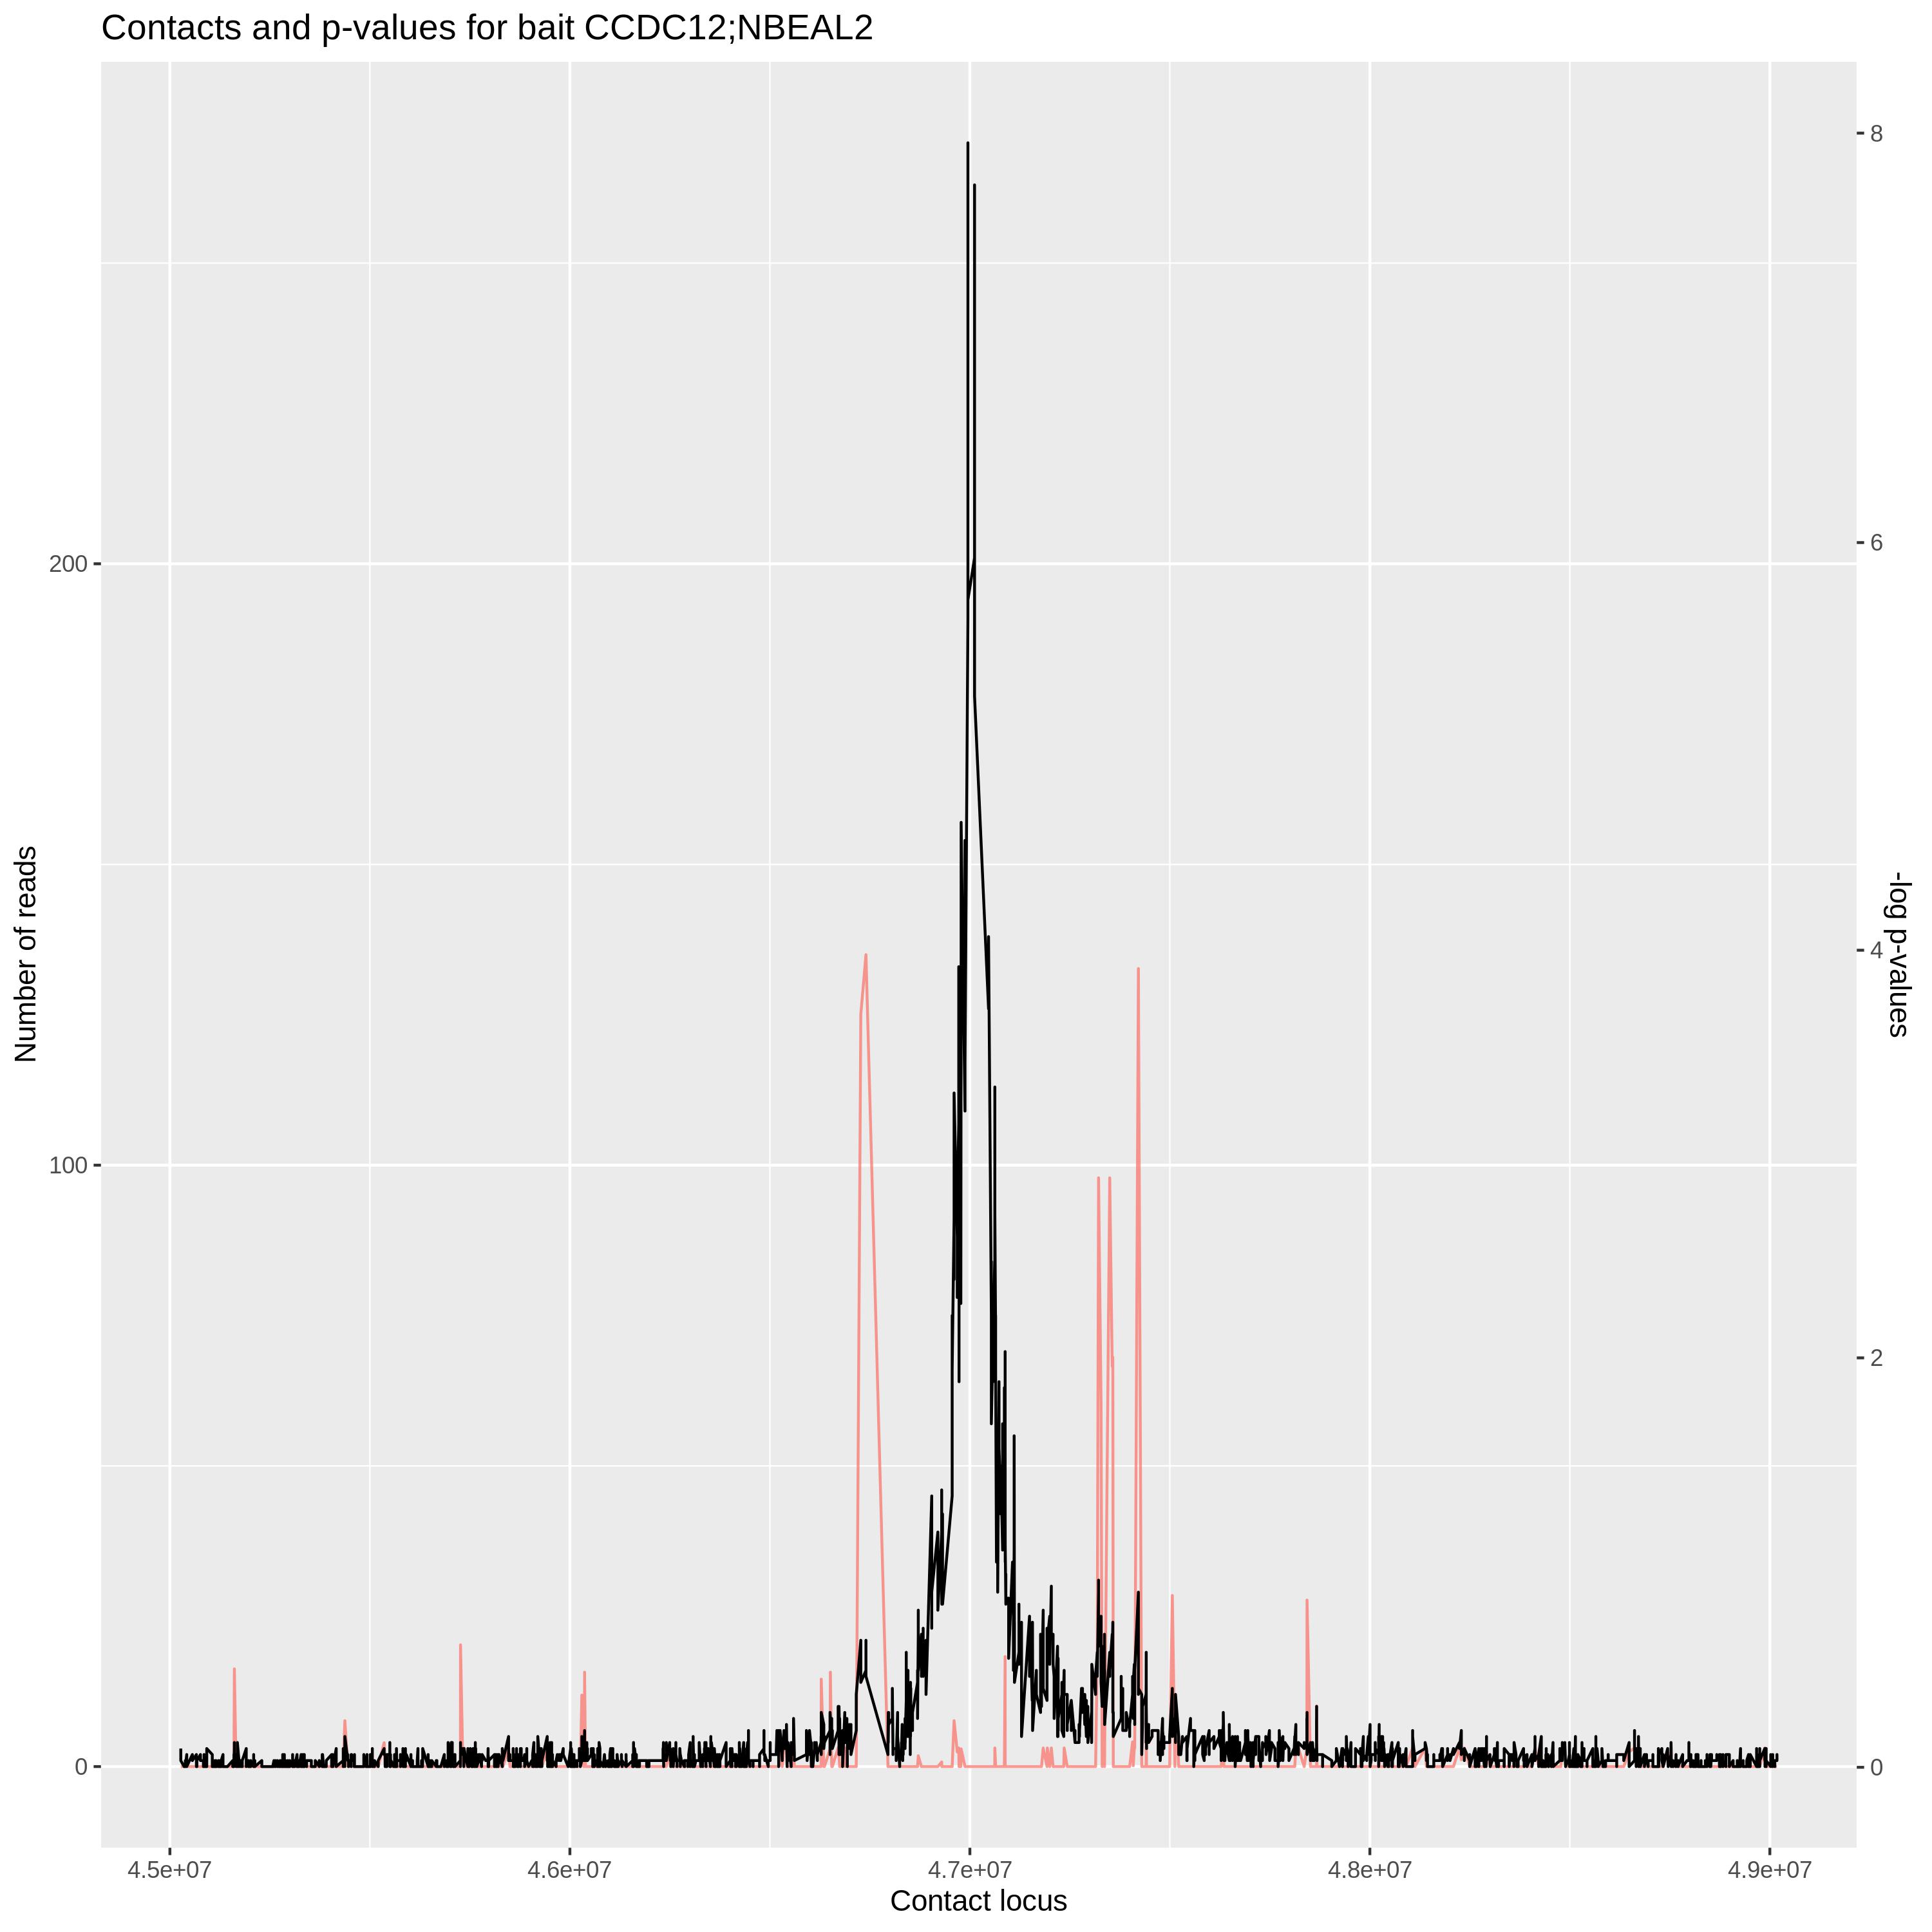 Contacts and p-values for bait CCDC12;NBEAL2
Number of reads
200
100
0
8
6
4
2
0
-log p-values
4.5e+07
4.6e+07
4.7e+07
4.8e+07
4.9e+07
Contact locus